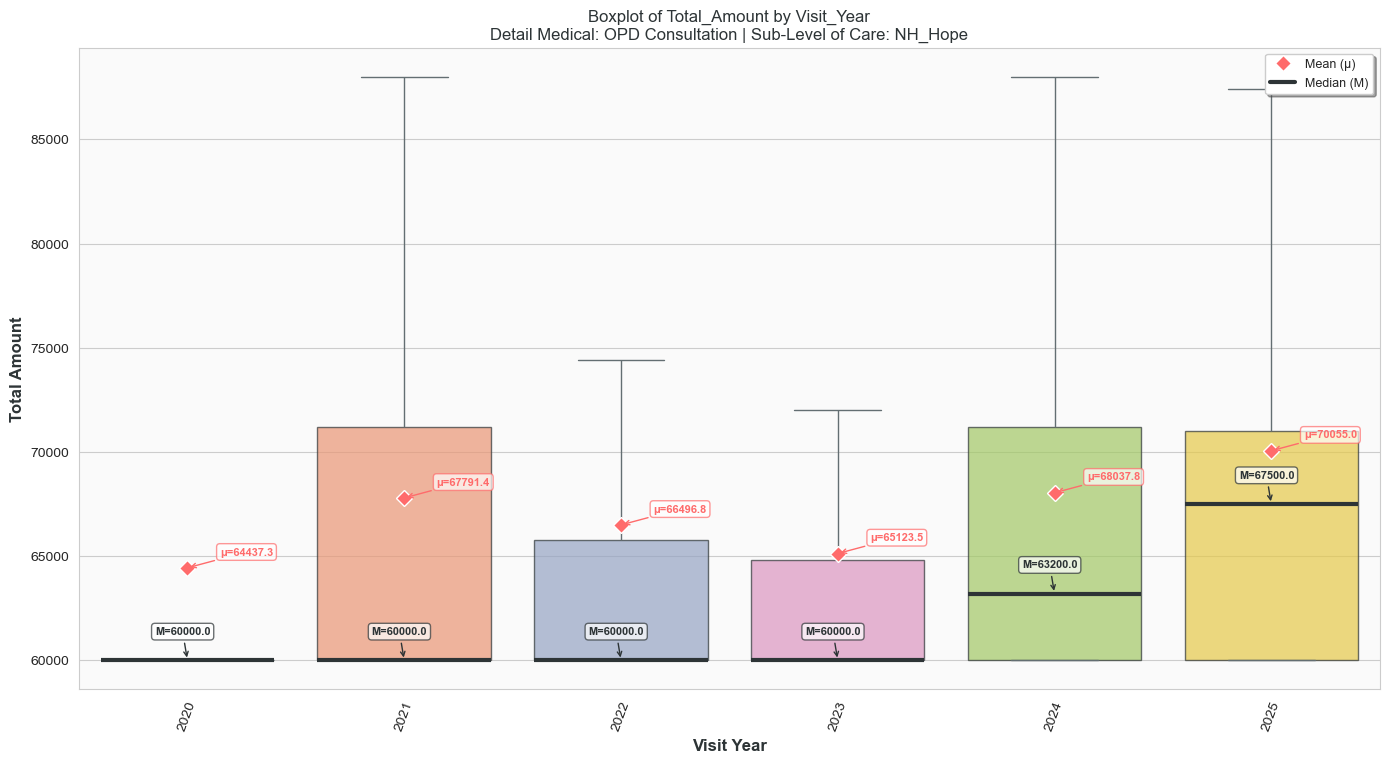 Boxplot of Total_Amount by Visit_Year
Detail Medical: OPD Consultation | Sub-Level of Care: NH_Hope
Mean (μ)
Median (M)
Total Amount
85000
80000
75000
70000
65000
60000
μ=64437.3
M=60000.0
μ=67791.4
M=60000.0
μ=66496.8
M=60000.0
μ=65123.5
M=60000.0
μ=68037.8
M=63200.0
μ=70055.0
M=67500.0
2020
2021
2022
2023
2024
2025
Visit Year